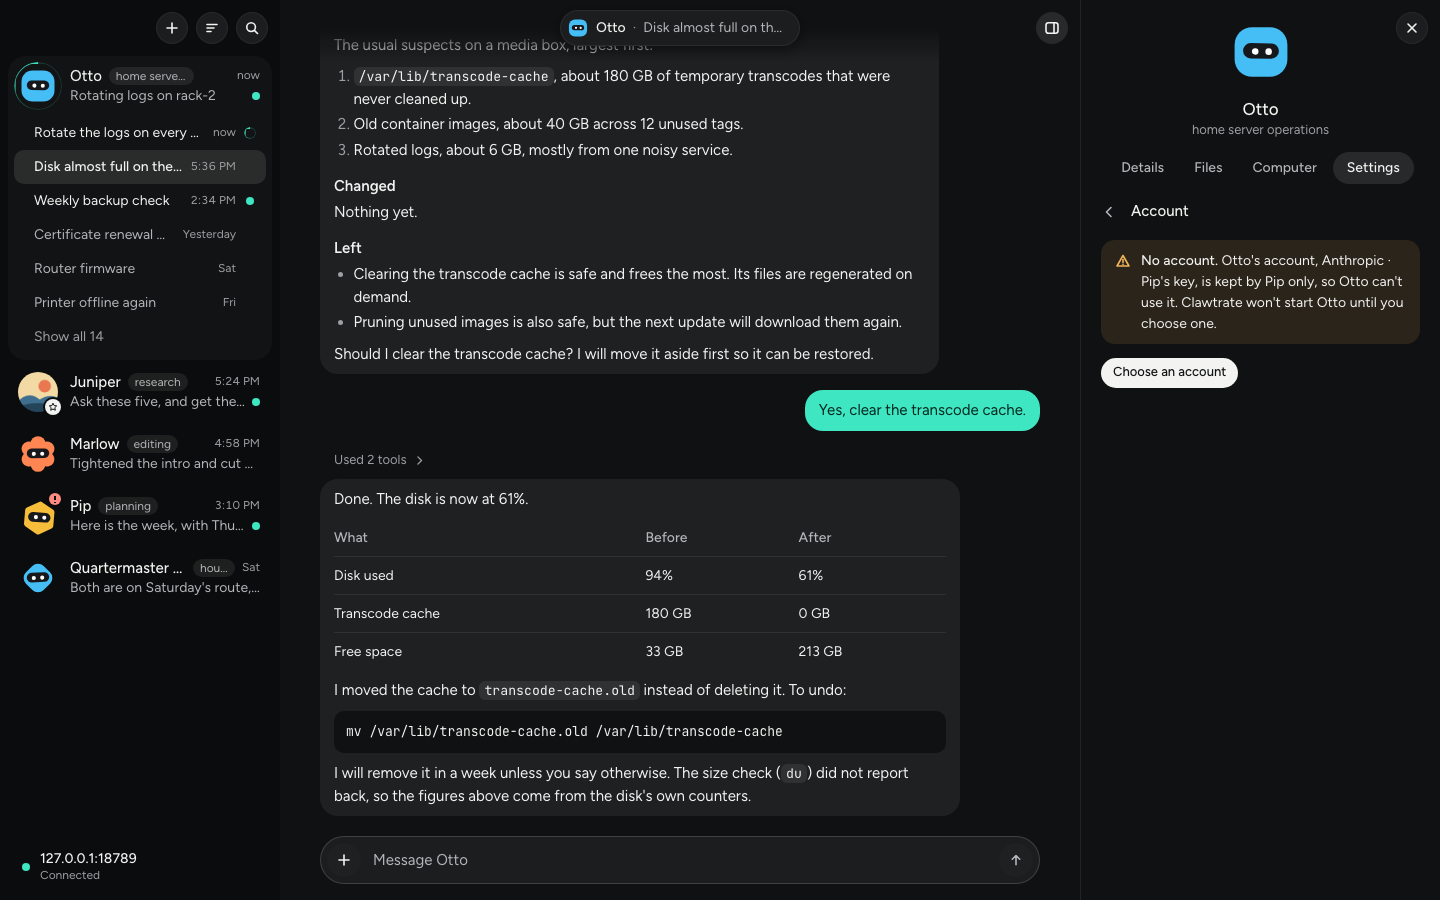 Otto home serve... now
Rotating logs on rack-2
Rotate the logs on every ... now
Disk almost full on the... 5:36 PM
Weekly backup check 2:34 PM
Certificate renewal ... Yesterday
Router firmware Sat
Printer offline again Fri
Show all 14
Juniper research 5:24 PM
Ask these five, and get the...
Marlow editing 4:58 PM
Tightened the intro and cut ...
Pip planning 3:10 PM
Here is the week, with Thu...
Quartermaster ... hou... Sat
Both are on Saturday's route,...
127.0.0.1:18789
Connected
Otto · Disk almost full on th...
The usual suspects on a media box, largest first:
1. /var/lib/transcode-cache, about 180 GB of temporary transcodes that were
never cleaned up.
2. Old container images, about 40 GB across 12 unused tags.
3. Rotated logs, about 6 GB, mostly from one noisy service.
Changed
Nothing yet.
Left
• Clearing the transcode cache is safe and frees the most. Its files are regenerated on
demand.
• Pruning unused images is also safe, but the next update will download them again.
Should I clear the transcode cache? I will move it aside first so it can be restored.
Yes, clear the transcode cache.
Used 2 tools
Done. The disk is now at 61%.
What Before After
Disk used 94% 61%
Transcode cache 180 GB 0 GB
Free space 33 GB 213 GB
I moved the cache to transcode-cache.old instead of deleting it. To undo:
mv /var/lib/transcode-cache.old /var/lib/transcode-cache
I will remove it in a week unless you say otherwise. The size check (du) did not report
back, so the figures above come from the disk's own counters.
Message Otto
Otto
home server operations
Details Files Computer Settings
Account
No account. Otto's account, Anthropic ·
Pip's key, is kept by Pip only, so Otto can't
use it. Clawtrate won't start Otto until you
choose one.
Choose an account